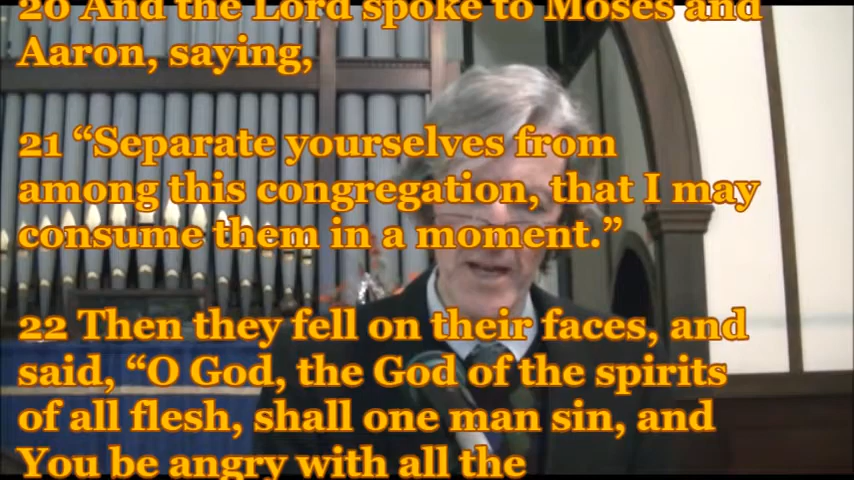 20 And the Lord spoke to Moses and
Aaron, saying,
21 “Separate yourselves from
among this congregation, that I may
consume them in a moment.”
22 Then they fell on their faces, and
said, “O God, the God of the spirits
of all flesh, shall one man sin, and
You be angry with all the